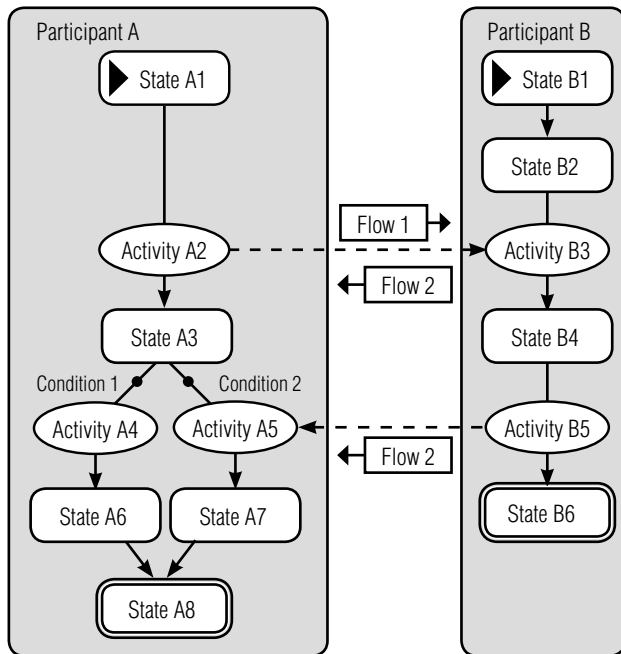 Participant A
State A1
Activity A2
State A3
Condition 1
Condition 2
Activity A4
Activity A5
State A6
State A7
State A8
Flow 1
Flow 2
Flow 2
Participant B
State B1
State B2
Activity B3
State B4
Activity B5
State B6